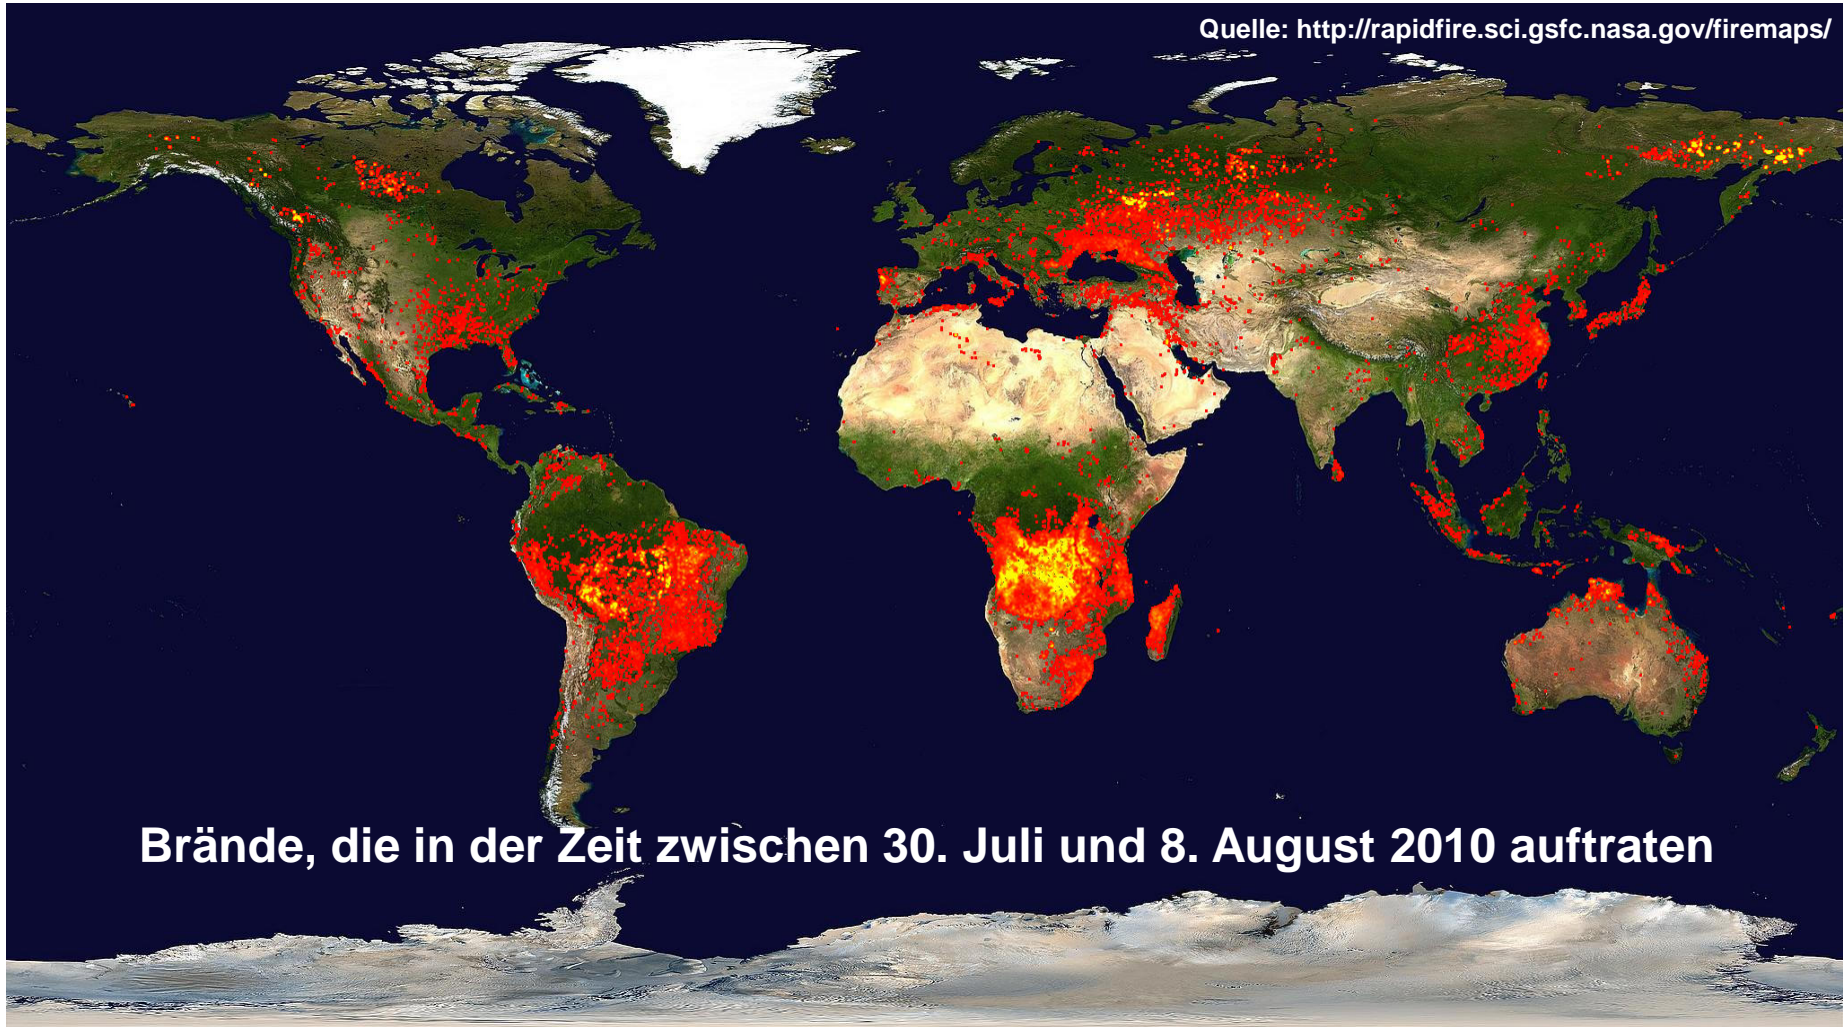 Quelle: http://rapidfire.sci.gsfc.nasa.gov/firemaps/
Brände, die in der Zeit zwischen 30. Juli und 8. August 2010 auftraten